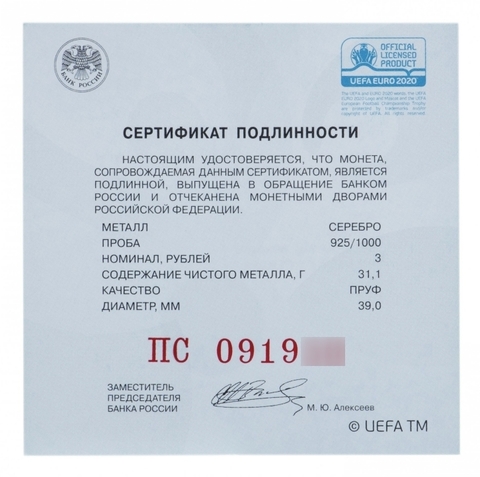 БАНК РОССИИ
OFFICIAL
LICENSED
PRODUCT
UEFA EURO 2020
СЕРТИФИКАТ ПОДЛИННОСТИ
НАСТОЯЩИМ УДОСТОВЕРЯЕТСЯ, ЧТО МОНЕТА,
СОПРОВОЖДАЕМАЯ ДАННЫМ СЕРТИФИКАТОМ, ЯВЛЯЕТСЯ
ПОДЛИННОЙ, ВЫПУЩЕНА В ОБРАЩЕНИЕ БАНКОМ
РОССИИ И ОТЧЕКАНЕНА МОНЕТНЫМИ ДВОРАМИ
РОССИЙСКОЙ ФЕДЕРАЦИИ.
МЕТАЛЛ СЕРЕБРО
ПРОБА 925/1000
НОМИНАЛ, РУБЛЕЙ 3
СОДЕРЖАНИЕ ЧИСТОГО МЕТАЛЛА, Г 31,1
КАЧЕСТВО ПРУФ
ДИАМЕТР, ММ 39,0
ПС 0919
ЗАМЕСТИТЕЛЬ
ПРЕДСЕДАТЕЛЯ
БАНКА РОССИИ
М. Ю. Алексеев
© UEFA TM